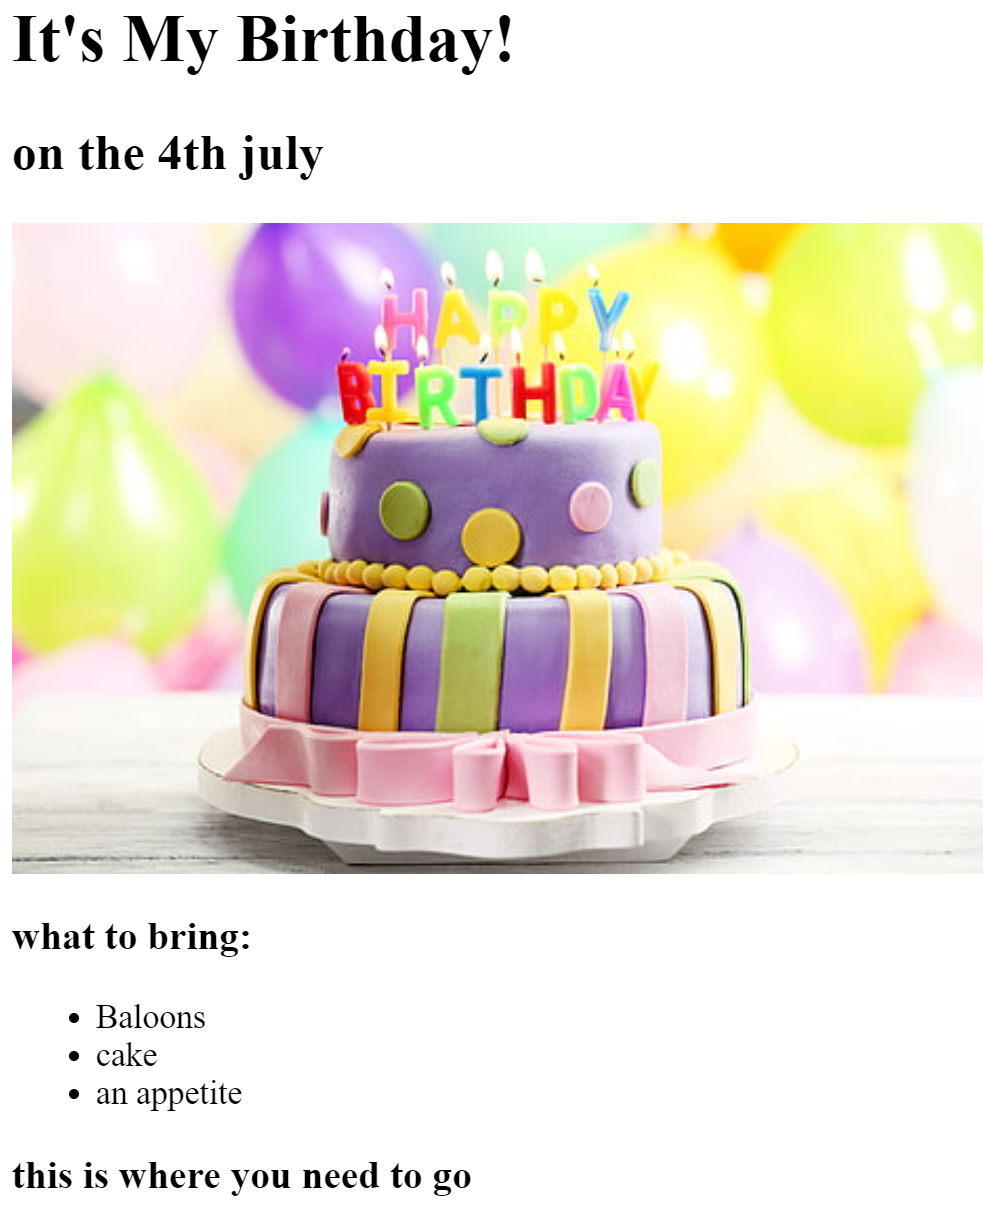 It's My Birthday!
on the 4th july
HAPPY
BIRTHDAY
what to bring:
Baloons
cake
an appetite
this is where you need to go